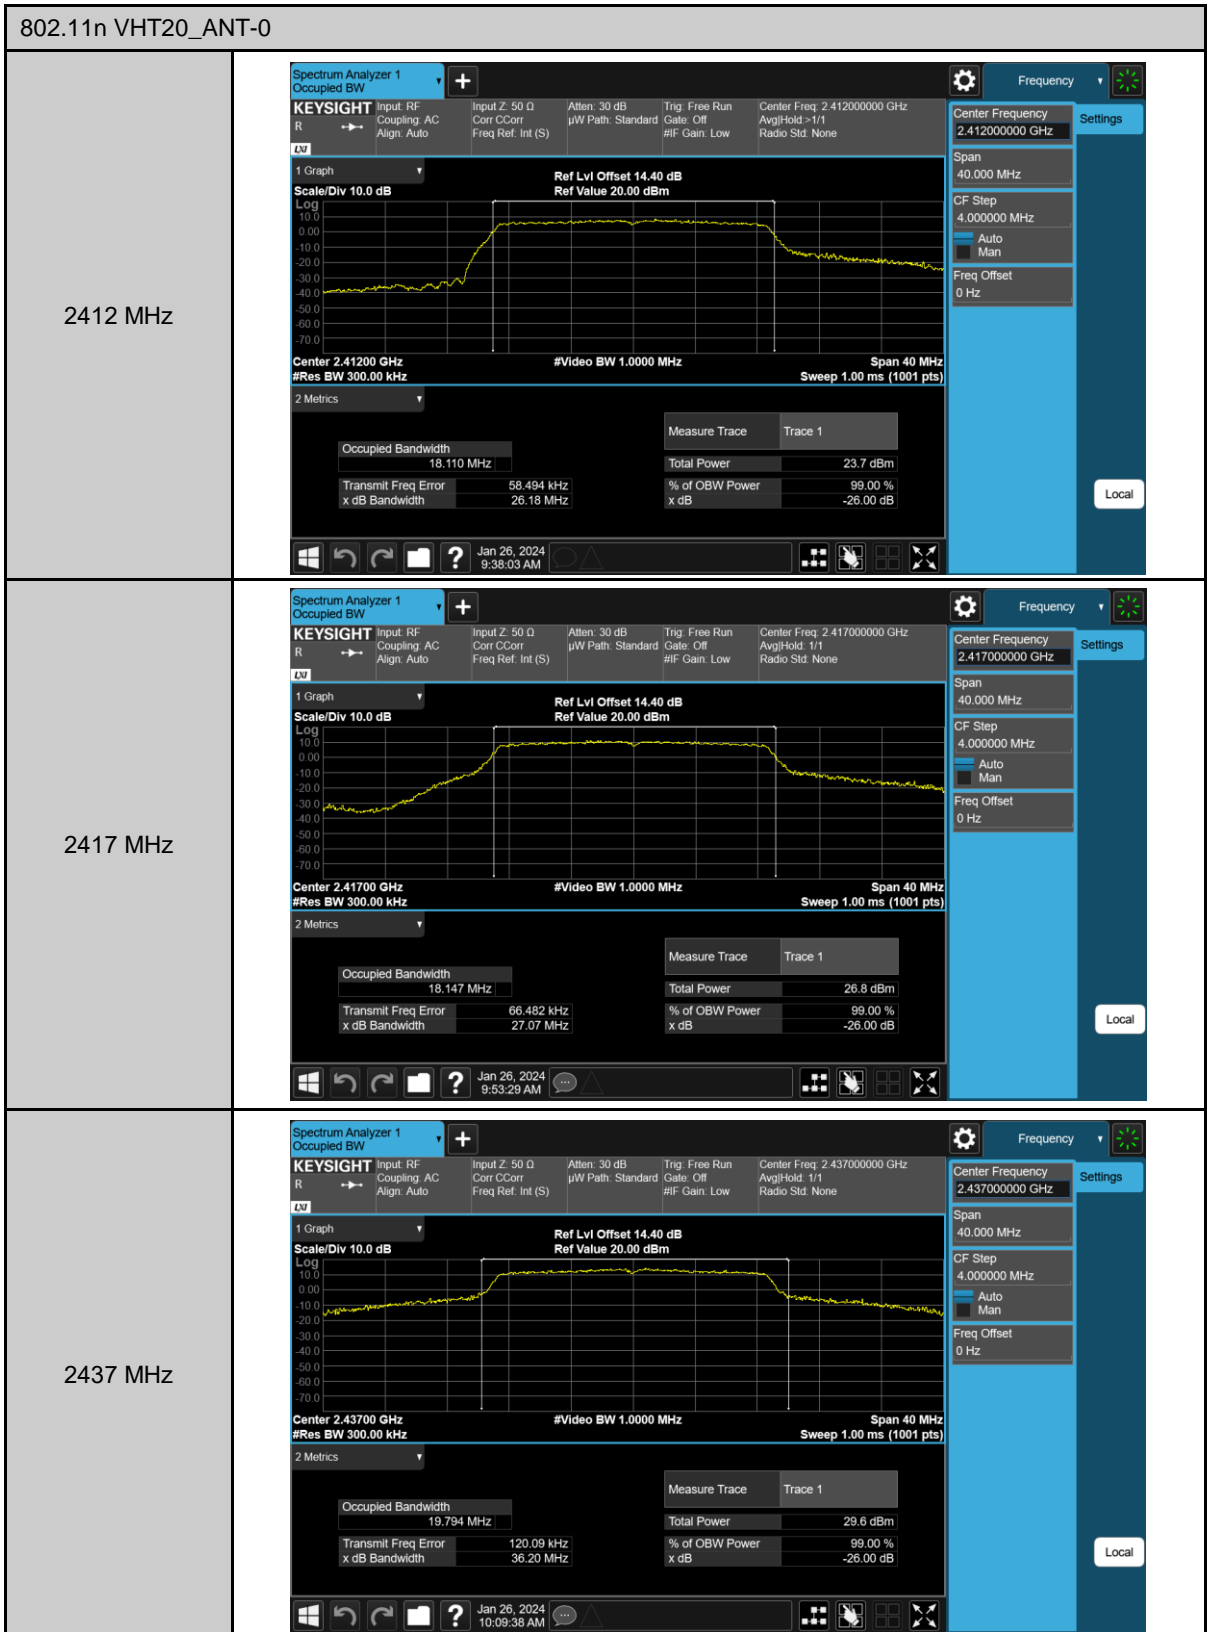 802.11n VHT20_ANT-0
2412 MHz
Spectrum Analyzer 1
Occupied BW
Frequency
KEYSIGHT
R
LXI
Input: RF
Coupling: AC
Align: Auto
Input Z: 50 Ω
Corr CCorr
Freq Ref: Int (S)
Atten: 30 dB
µW Path: Standard
Trig: Free Run
Gate: Off
#IF Gain: Low
Center Freq: 2.412000000 GHz
Avg|Hold:>1/1
Radio Std: None
Center Frequency
2.412000000 GHz
Settings
Span
40.000 MHz
CF Step
4.000000 MHz
Auto
Man
Freq Offset
0 Hz
Local
1 Graph
Scale/Div 10.0 dB
Ref Lvl Offset 14.40 dB
Ref Value 20.00 dBm
Log
10.0
0.00
-10.0
-20.0
-30.0
-40.0
-50.0
-60.0
-70.0
Center 2.41200 GHz
#Video BW 1.0000 MHz
Span 40 MHz
#Res BW 300.00 kHz
Sweep 1.00 ms (1001 pts)
2 Metrics
Measure Trace Trace 1
Occupied Bandwidth
18.110 MHz
Total Power 23.7 dBm
Transmit Freq Error 58.494 kHz
% of OBW Power 99.00 %
x dB Bandwidth 26.18 MHz
x dB -26.00 dB
?
Jan 26, 2024
9:38:03 AM
2417 MHz
Spectrum Analyzer 1
Occupied BW
Frequency
KEYSIGHT
R
LXI
Input: RF
Coupling: AC
Align: Auto
Input Z: 50 Ω
Corr CCorr
Freq Ref: Int (S)
Atten: 30 dB
µW Path: Standard
Trig: Free Run
Gate: Off
#IF Gain: Low
Center Freq: 2.417000000 GHz
Avg|Hold: 1/1
Radio Std: None
Center Frequency
2.417000000 GHz
Settings
Span
40.000 MHz
CF Step
4.000000 MHz
Auto
Man
Freq Offset
0 Hz
Local
1 Graph
Scale/Div 10.0 dB
Ref Lvl Offset 14.40 dB
Ref Value 20.00 dBm
Log
10.0
0.00
-10.0
-20.0
-30.0
-40.0
-50.0
-60.0
-70.0
Center 2.41700 GHz
#Video BW 1.0000 MHz
Span 40 MHz
#Res BW 300.00 kHz
Sweep 1.00 ms (1001 pts)
2 Metrics
Measure Trace Trace 1
Occupied Bandwidth
18.147 MHz
Total Power 26.8 dBm
Transmit Freq Error 66.482 kHz
% of OBW Power 99.00 %
x dB Bandwidth 27.07 MHz
x dB -26.00 dB
?
Jan 26, 2024
9:53:29 AM
2437 MHz
Spectrum Analyzer 1
Occupied BW
Frequency
KEYSIGHT
R
LXI
Input: RF
Coupling: AC
Align: Auto
Input Z: 50 Ω
Corr CCorr
Freq Ref: Int (S)
Atten: 30 dB
µW Path: Standard
Trig: Free Run
Gate: Off
#IF Gain: Low
Center Freq: 2.437000000 GHz
Avg|Hold: 1/1
Radio Std: None
Center Frequency
2.437000000 GHz
Settings
Span
40.000 MHz
CF Step
4.000000 MHz
Auto
Man
Freq Offset
0 Hz
Local
1 Graph
Scale/Div 10.0 dB
Ref Lvl Offset 14.40 dB
Ref Value 20.00 dBm
Log
10.0
0.00
-10.0
-20.0
-30.0
-40.0
-50.0
-60.0
-70.0
Center 2.43700 GHz
#Video BW 1.0000 MHz
Span 40 MHz
#Res BW 300.00 kHz
Sweep 1.00 ms (1001 pts)
2 Metrics
Measure Trace Trace 1
Occupied Bandwidth
19.794 MHz
Total Power 29.6 dBm
Transmit Freq Error 120.09 kHz
% of OBW Power 99.00 %
x dB Bandwidth 36.20 MHz
x dB -26.00 dB
?
Jan 26, 2024
10:09:38 AM